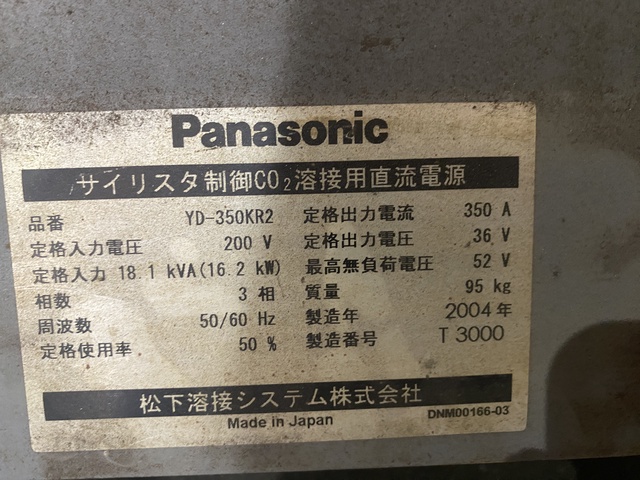 Panasonic
サイリスタ制御CO₂溶接用直流電源
品番 YD-350KR2 定格出力電流 350 A
定格入力電圧 200 V 定格出力電圧 36 V
定格入力 18.1 kVA(16.2 kW) 最高無負荷電圧 52 V
相数 3 相 質量 95 kg
周波数 50/60 Hz 製造年 2004年
定格使用率 50 % 製造番号 T 3000
松下溶接システム株式会社
Made in Japan DNM00166-03